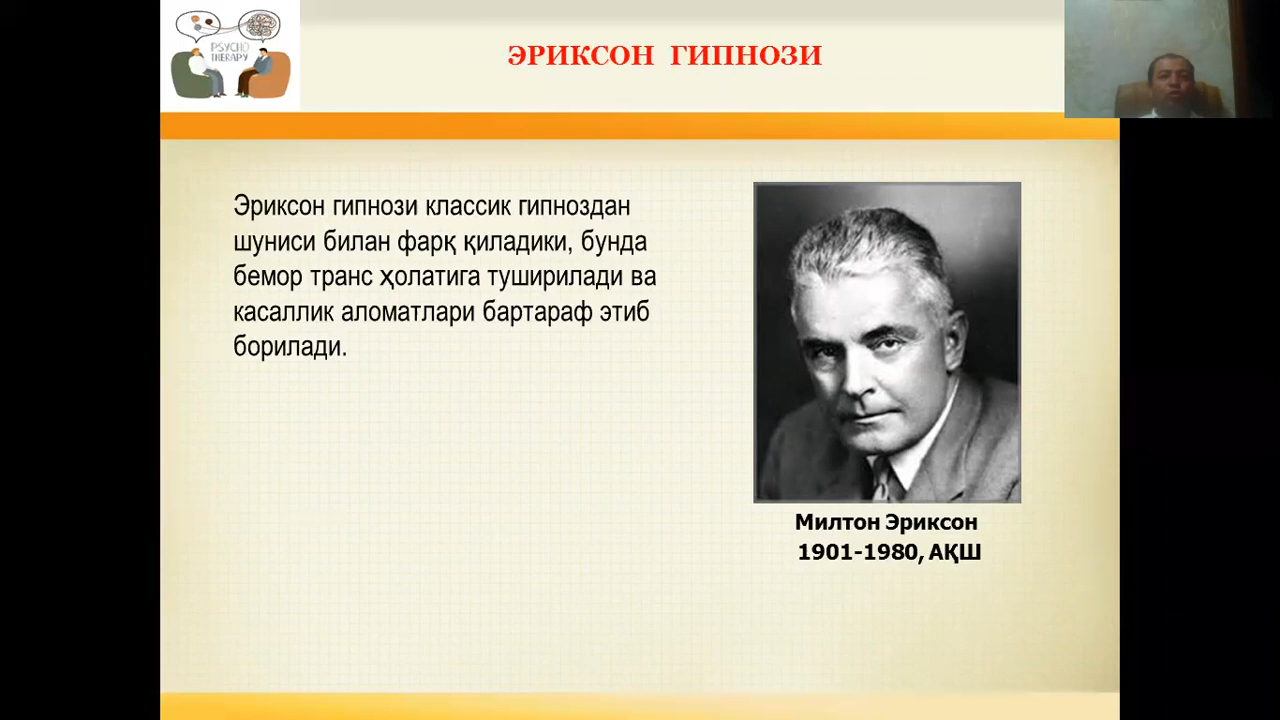 PSYCHO
THERAPY
ЭРИКСОН ГИПНОЗИ
Эриксон гипнози классик гипноздан
шуниси билан фарқ қиладики, бунда
бемор транс ҳолатига туширилади ва
касаллик аломатлари бартараф этиб
борилади.
Милтон Эриксон
1901-1980, АҚШ